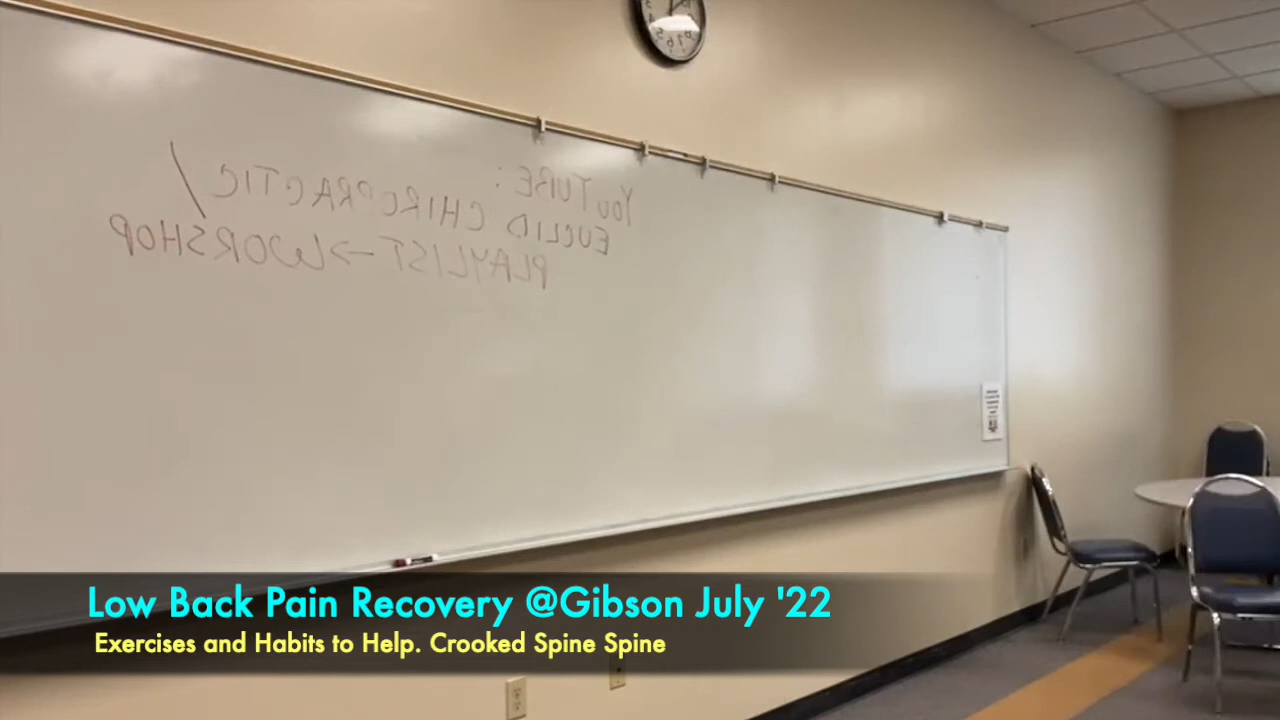 YouTUBE:
EUCLID CHIROPRACTIC /
PLAYLIST → WORSHOP
Low Back Pain Recovery @Gibson July '22
Exercises and Habits to Help. Crooked Spine Spine